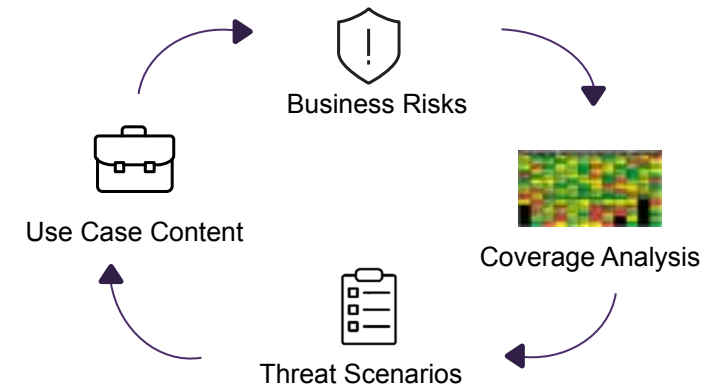 Business Risks
Use Case Content
Coverage Analysis
Threat Scenarios